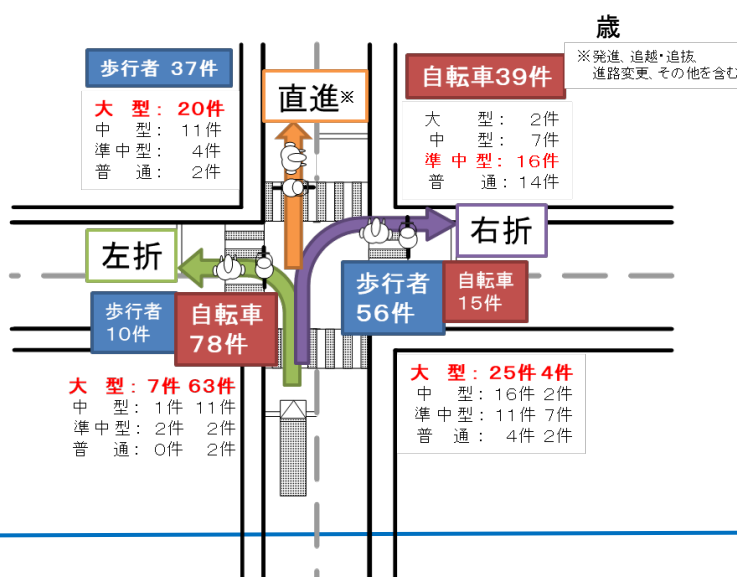 歳
※発進、追越・追抜、
進路変更、その他を含む
歩行者 37件
大型: 20件
中型: 11件
準中型: 4件
普通: 2件
直進※
自転車39件
大型: 2件
中型: 7件
準中型: 16件
普通: 14件
左折
右折
歩行者
10件
自転車
78件
歩行者
56件
自転車
15件
大型: 7件 63件
中型: 1件 11件
準中型: 2件 2件
普通: 0件 2件
大型: 25件 4件
中型: 16件 2件
準中型: 11件 7件
普通: 4件 2件